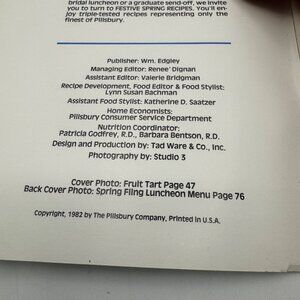 bridal luncheon or a graduate send-off, we invite
you to turn to FESTIVE SPRING RECIPES. You'll en-
joy triple-tested recipes representing only the
finest of Pillsbury.
Publisher: Wm. Edgley
Managing Editor: Renee' Dignan
Assistant Editor: Valerie Bridgman
Recipe Development, Food Editor & Food Stylist:
Lynn Susan Bachman
Assistant Food Stylist: Katherine D. Saatzer
Home Economists:
Pillsbury Consumer Service Department
Nutrition Coordinator:
Patricia Godfrey, R.D., Barbara Bentson, R.D.
Design and Production by: Tad Ware & Co., Inc.
Photography by: Studio 3
Cover Photo: Fruit Tart Page 47
Back Cover Photo: Spring Fling Luncheon Menu Page 76
Copyright, 1982 by The Pillsbury Company, Printed in U.S.A.